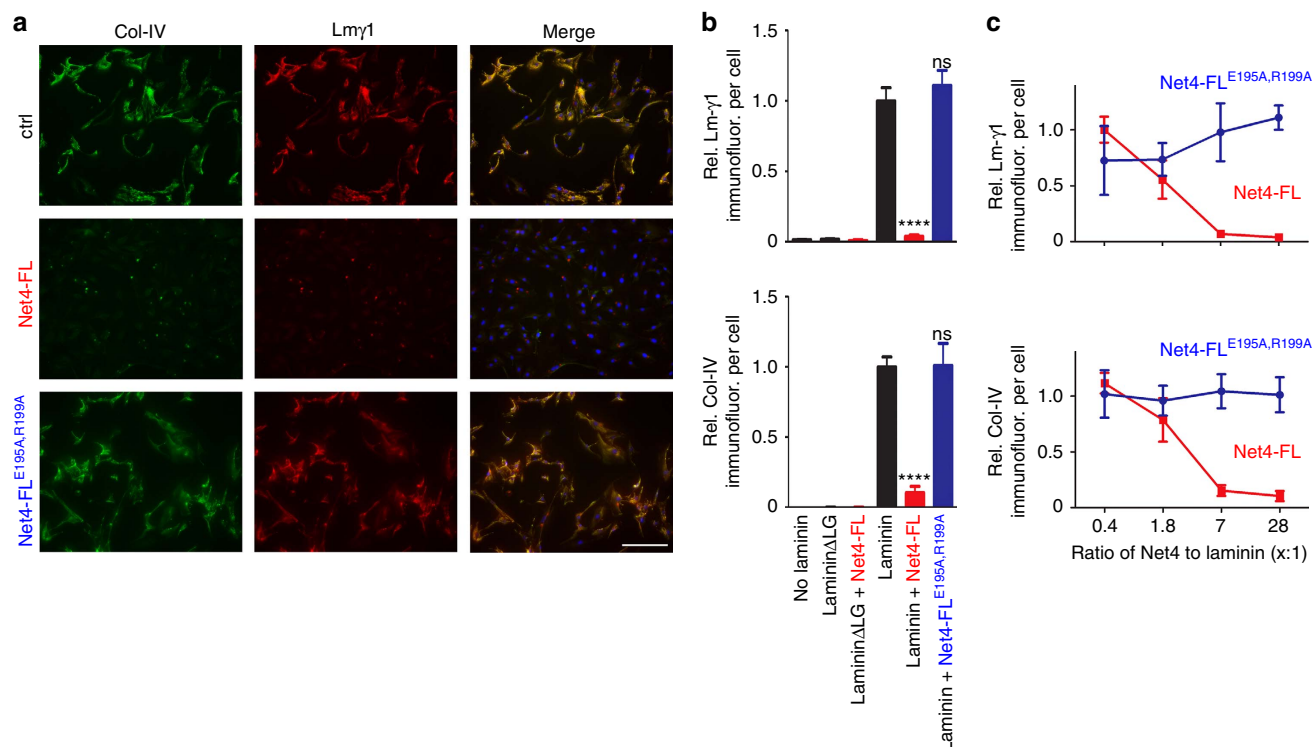 a
Col-IV
Lmγ1
Merge
ctrl
Net4-FL
Net4-FL^E195A,R199A
b
Rel. Lm-γ1
immunofluor. per cell
1.5
1.0
0.5
0
****
ns
Rel. Col-IV
immunofluor. per cell
1.5
1.0
0.5
0
****
ns
No laminin
LamininΔLG
LamininΔLG + Net4-FL
Laminin
Laminin + Net4-FL
Laminin + Net4-FL^E195A,R199A
c
Rel. Lm-γ1
immunofluor. per cell
1.0
0.5
0
Net4-FL^E195A,R199A
Net4-FL
Rel. Col-IV
immunofluor. per cell
1.0
0.5
0
Net4-FL^E195A,R199A
Net4-FL
0.4 1.8 7 28
Ratio of Net4 to laminin (x:1)